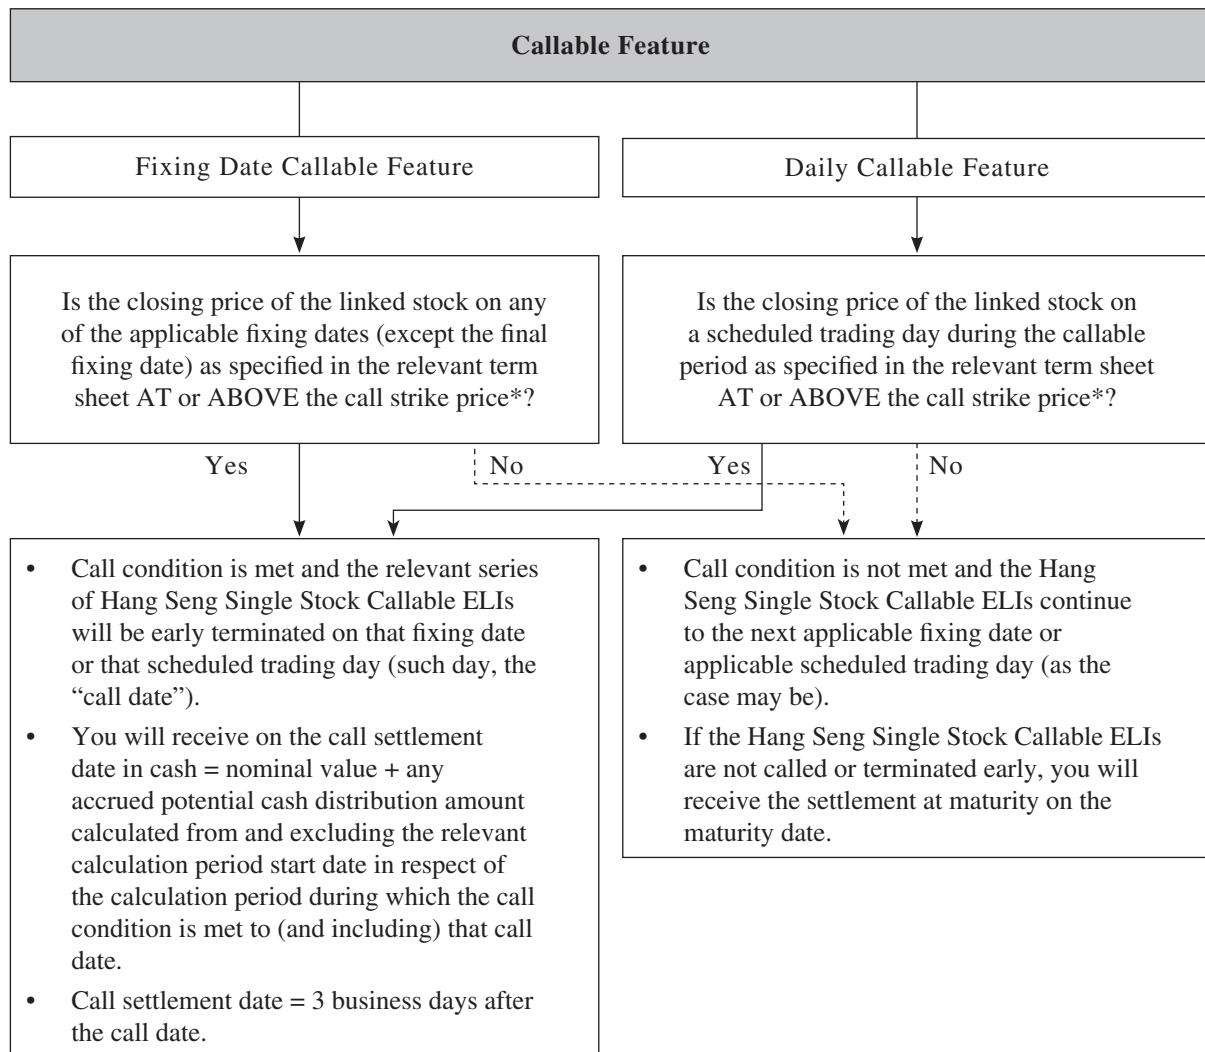 Callable Feature
Fixing Date Callable Feature
Daily Callable Feature
Is the closing price of the linked stock on any
of the applicable fixing dates (except the final
fixing date) as specified in the relevant term
sheet AT or ABOVE the call strike price*?
Is the closing price of the linked stock on
a scheduled trading day during the callable
period as specified in the relevant term sheet
AT or ABOVE the call strike price*?
Yes
No
Yes
No
• Call condition is met and the relevant series
of Hang Seng Single Stock Callable ELIs
will be early terminated on that fixing date
or that scheduled trading day (such day, the
“call date”).
• You will receive on the call settlement
date in cash = nominal value + any
accrued potential cash distribution amount
calculated from and excluding the relevant
calculation period start date in respect of
the calculation period during which the call
condition is met to (and including) that call
date.
• Call settlement date = 3 business days after
the call date.
• Call condition is not met and the Hang
Seng Single Stock Callable ELIs continue
to the next applicable fixing date or
applicable scheduled trading day (as the
case may be).
• If the Hang Seng Single Stock Callable ELIs
are not called or terminated early, you will
receive the settlement at maturity on the
maturity date.